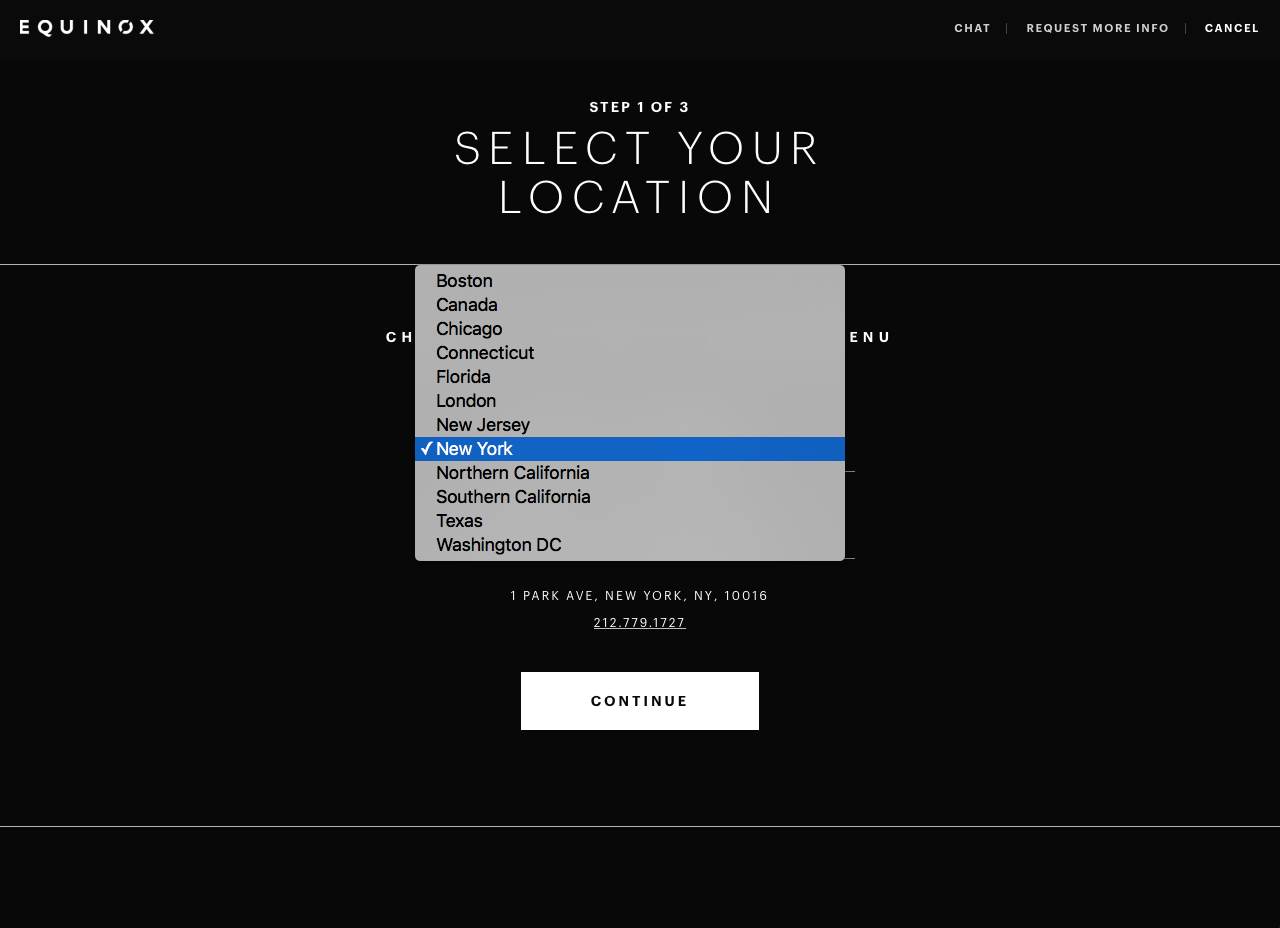 EQUINOX
CHAT
REQUEST MORE INFO
CANCEL
STEP 1 OF 3
SELECT YOUR
LOCATION
Boston
Canada
Chicago
CH
ENU
Connecticut
Florida
London
New Jersey
✓ New York
Northern California
Southern California
Texas
Washington DC
1 PARK AVE, NEW YORK, NY, 10016
212.779.1727
CONTINUE